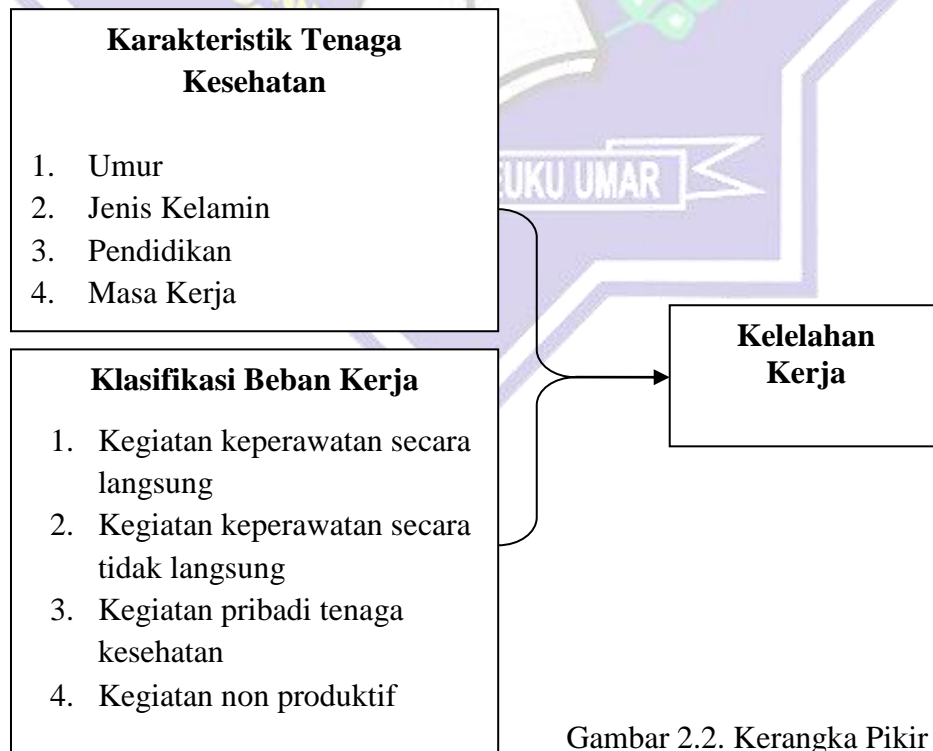 Karakteristik Tenaga
Kesehatan
1. Umur
2. Jenis Kelamin
3. Pendidikan
4. Masa Kerja
UKU UMAR
Kelelahan
Kerja
Klasifikasi Beban Kerja
1. Kegiatan keperawatan secara
langsung
2. Kegiatan keperawatan secara
tidak langsung
3. Kegiatan pribadi tenaga
kesehatan
4. Kegiatan non produktif
Gambar 2.2. Kerangka Pikir